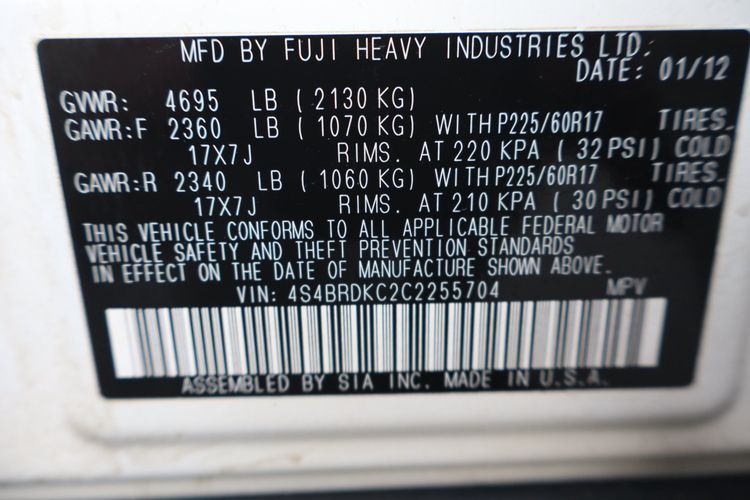 MFD BY FUJI HEAVY INDUSTRIES LTD.
DATE: 01/12
GVWR: 4695 LB ( 2130 KG)
GAWR:F 2360 LB ( 1070 KG) WITH P225/60R17 TIRES.
17X7J RIMS. AT 220 KPA ( 32 PSI) COLD
GAWR:R 2340 LB ( 1060 KG) WITH P225/60R17 TIRES.
17X7J RIMS. AT 210 KPA ( 30 PSI) COLD
THIS VEHICLE CONFORMS TO ALL APPLICABLE FEDERAL MOTOR
VEHICLE SAFETY AND THEFT PREVENTION STANDARDS
IN EFFECT ON THE DATE OF MANUFACTURE SHOWN ABOVE.
VIN: 4S4BRDKC2C2255704 MPV
ASSEMBLED BY SIA INC. MADE IN U.S.A.